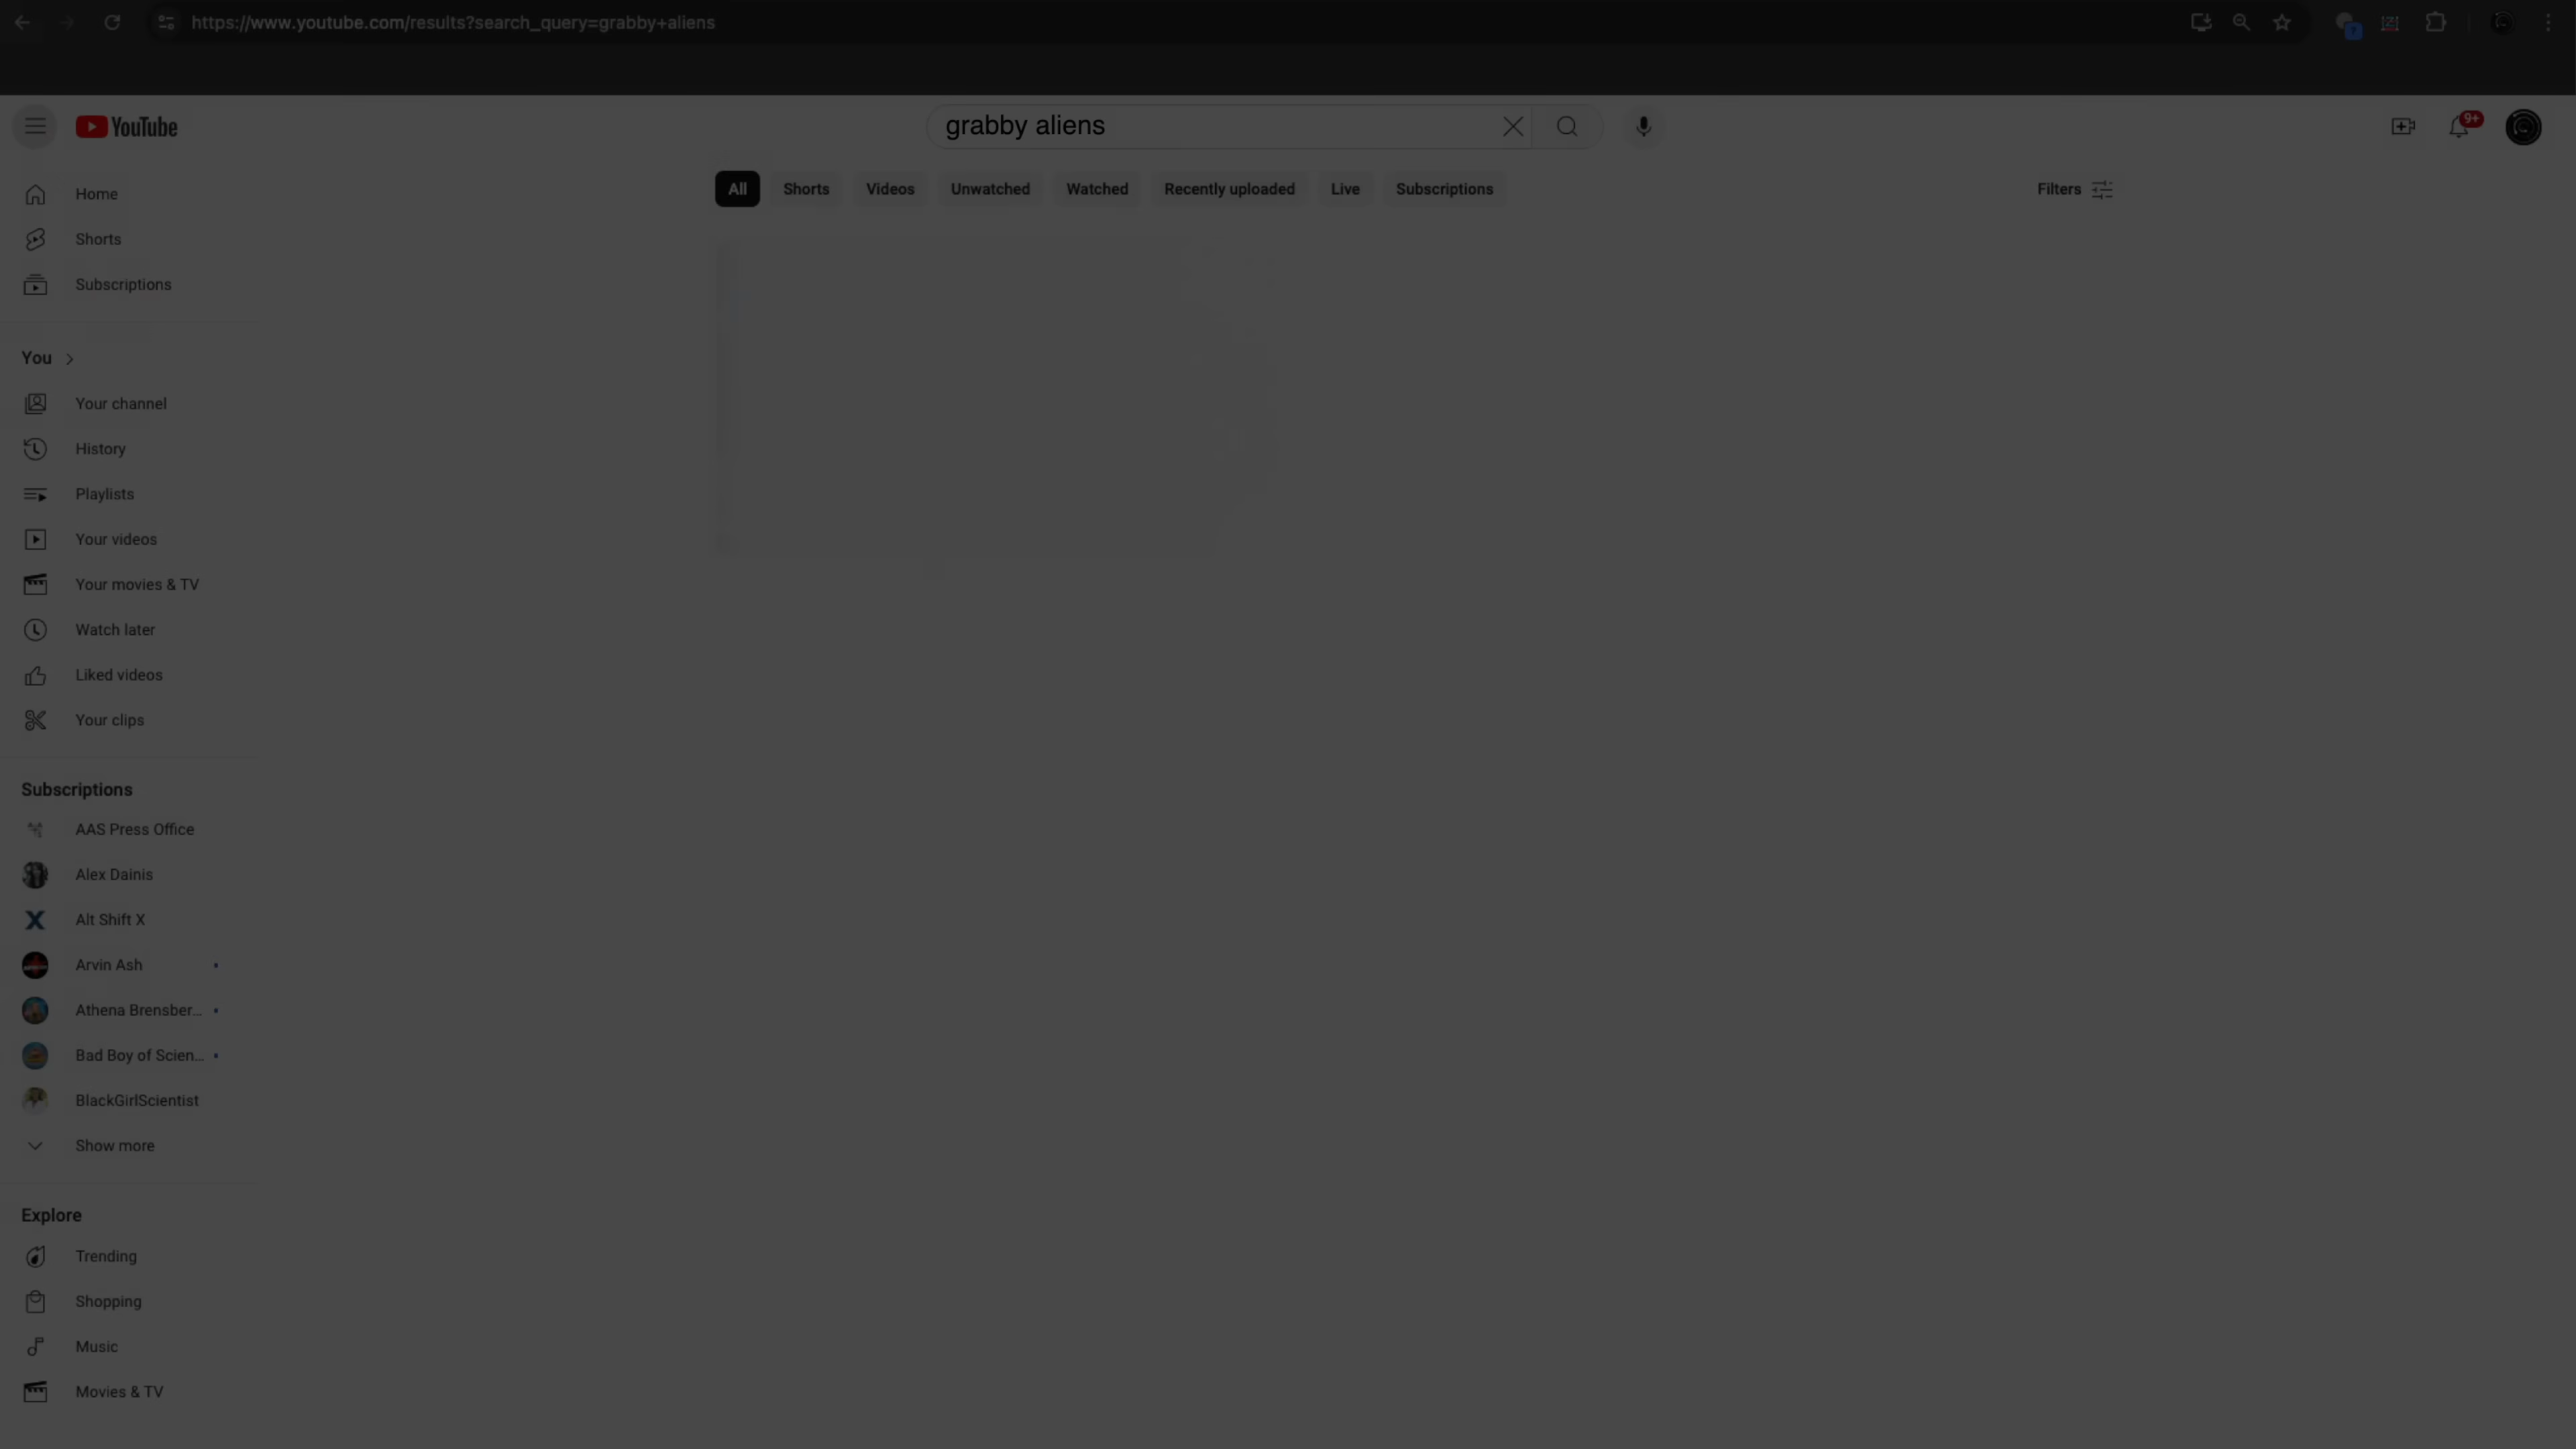 https://www.youtube.com/results?search_query=grabby+aliens
YouTube
grabby aliens
9+
All
Shorts
Videos
Unwatched
Watched
Recently uploaded
Live
Subscriptions
Filters
Home
Shorts
Subscriptions
You
Your channel
History
Playlists
Your videos
Your movies & TV
Watch later
Liked videos
Your clips
Subscriptions
AAS Press Office
Alex Dainis
Alt Shift X
Arvin Ash
Athena Brensber...
Bad Boy of Scien...
BlackGirlScientist
Show more
Explore
Trending
Shopping
Music
Movies & TV